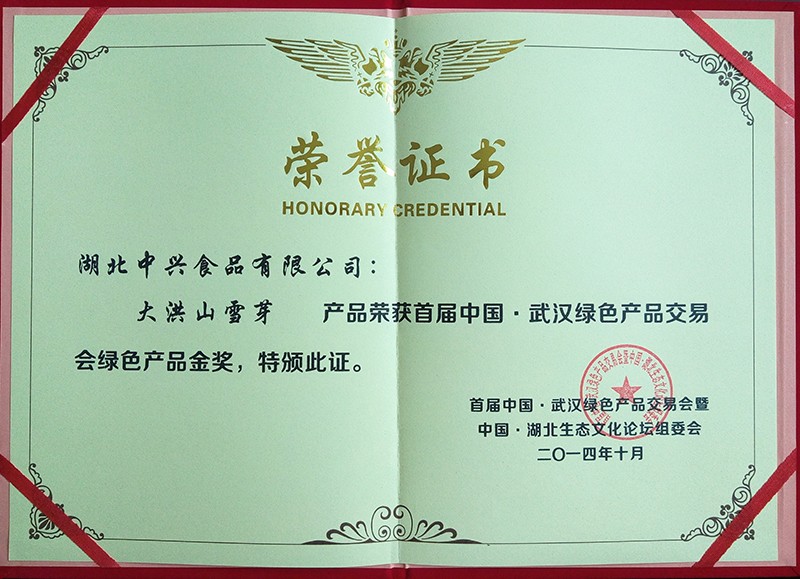 荣誉证书
HONORARY CREDENTIAL
湖北中兴食品有限公司：
大洪山雪芽 产品荣获首届中国·武汉绿色产品交易
会绿色产品金奖，特颁此证。
首届中国·武汉绿色产品交易会暨
中国·湖北生态文化论坛组委会
二〇一四年十月